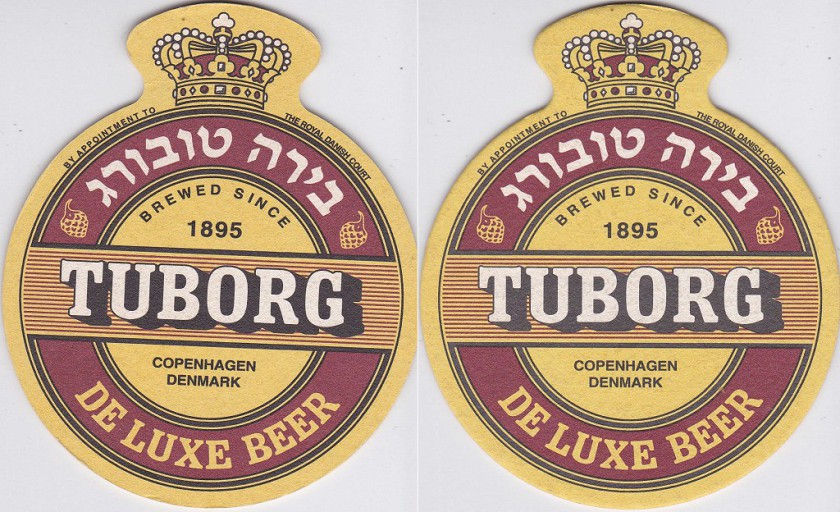 BY APPOINTMENT TO THE ROYAL DANISH COURT
בירה טובורג
BREWED SINCE
1895
TUBORG
COPENHAGEN
DENMARK
DE LUXE BEER
BY APPOINTMENT TO THE ROYAL DANISH COURT
בירה טובורג
BREWED SINCE
1895
TUBORG
COPENHAGEN
DENMARK
DE LUXE BEER